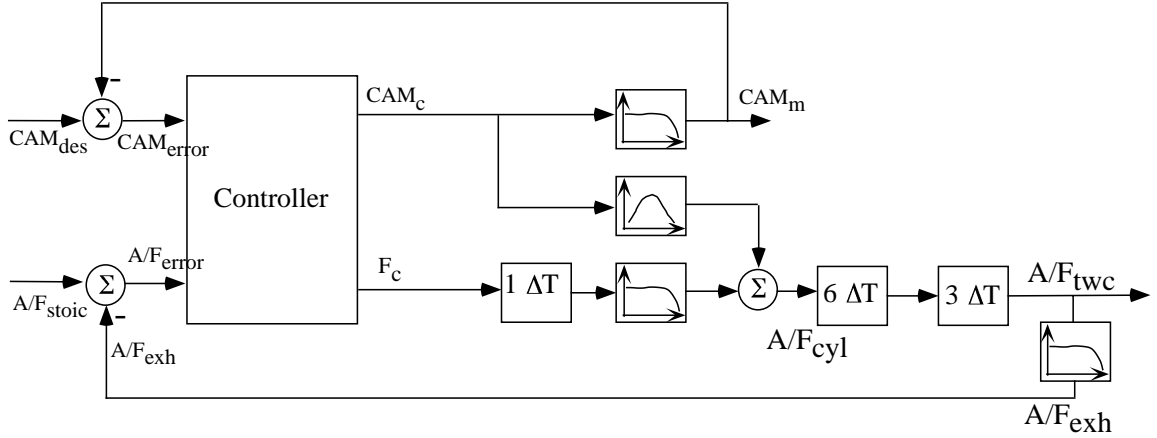 -
CAM_c
CAM_m
Σ
CAM_des
CAM_error
Controller
A/F_error
F_c
1 ΔT
Σ
6 ΔT
3 ΔT
A/F_twc
Σ
A/F_stoic
-
A/F_exh
A/F_cyl
A/F_exh